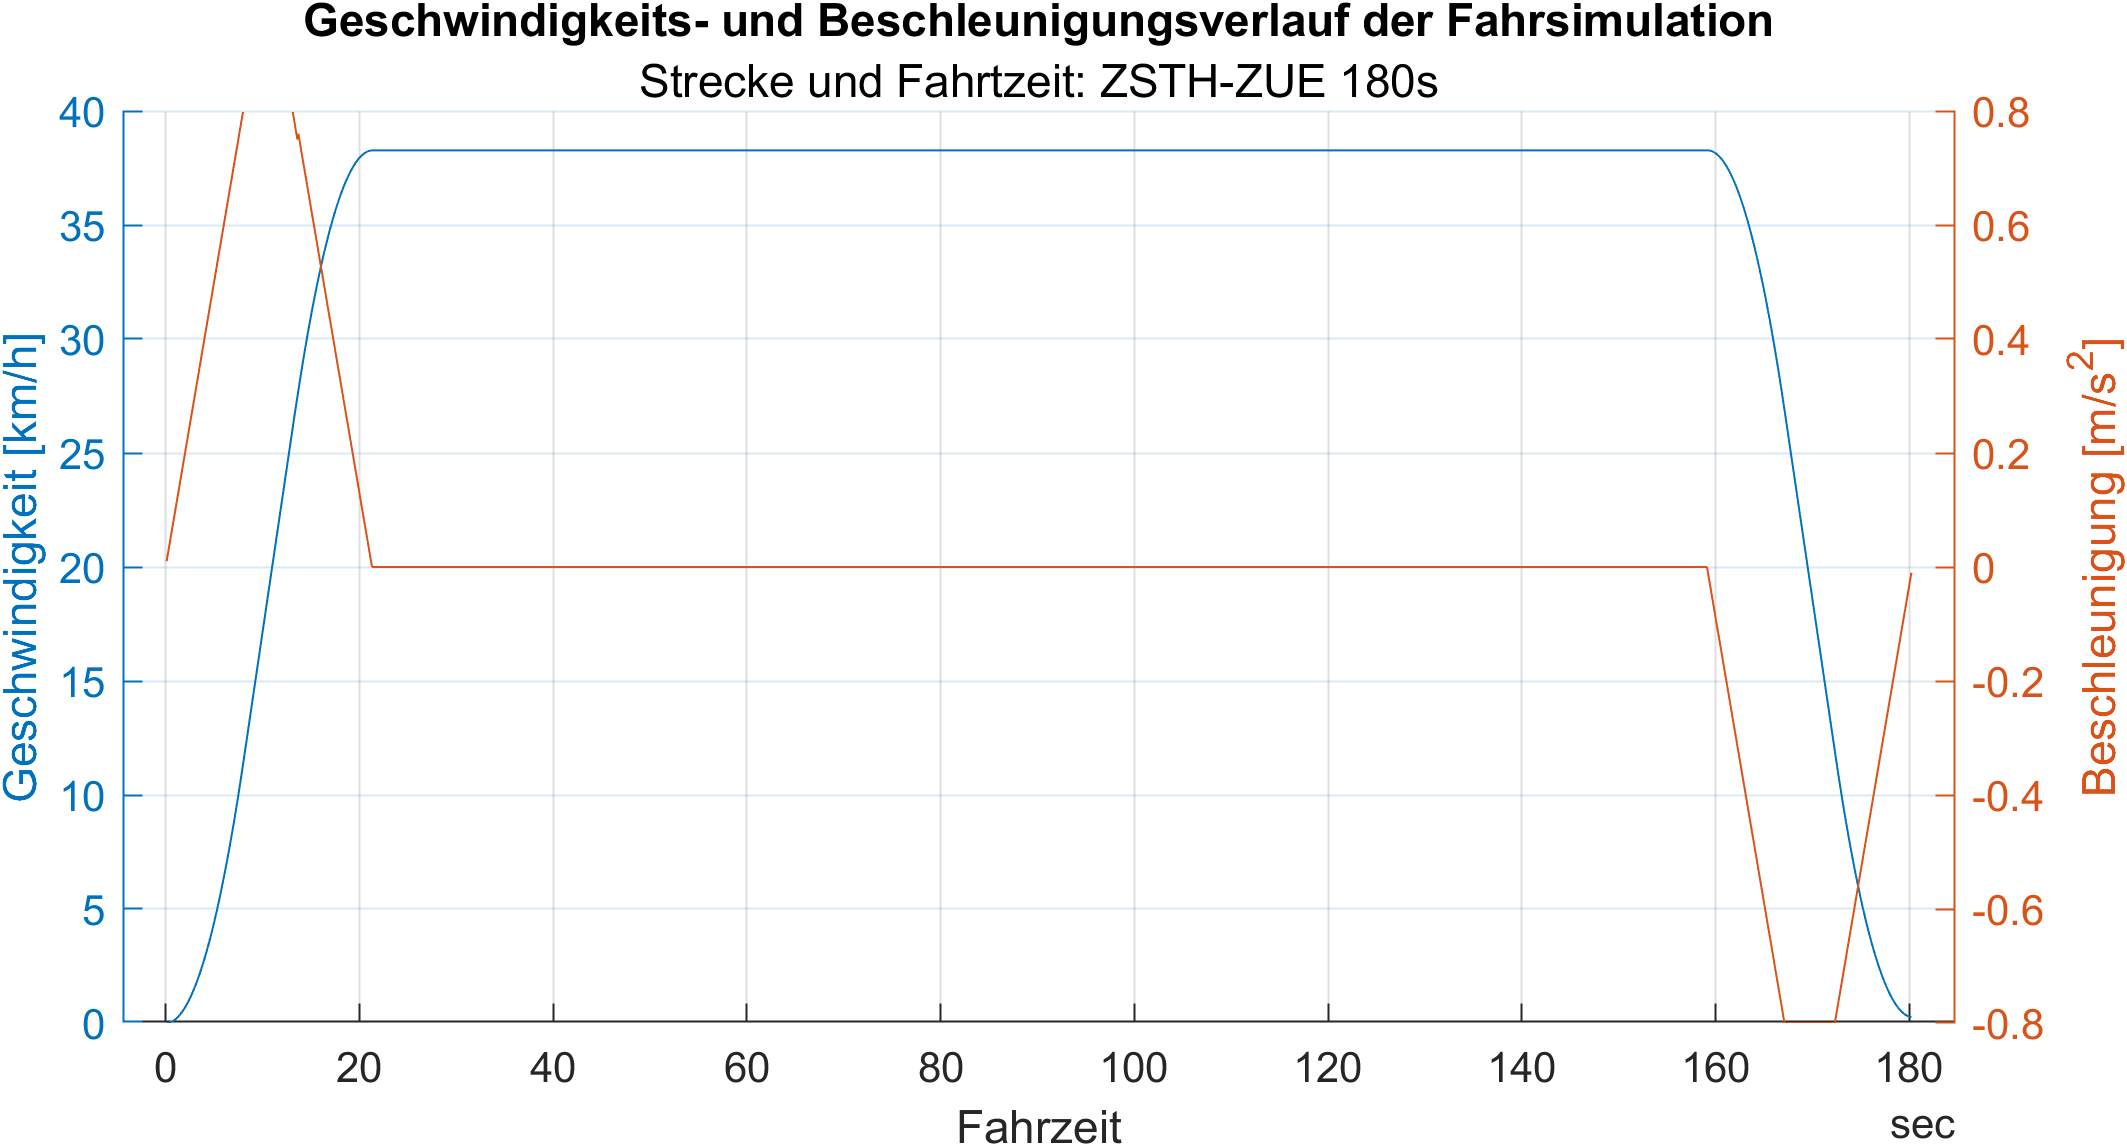 Geschwindigkeits- und Beschleunigungsverlauf der Fahrsimulation
Strecke und Fahrtzeit: ZSTH-ZUE 180s
Geschwindigkeit [km/h]
40
35
30
25
20
15
10
5
0
0.8
0.6
0.4
0.2
0
-0.2
-0.4
-0.6
-0.8
Beschleunigung [m/s²]
0 20 40 60 80 100 120 140 160 180
Fahrzeit
sec